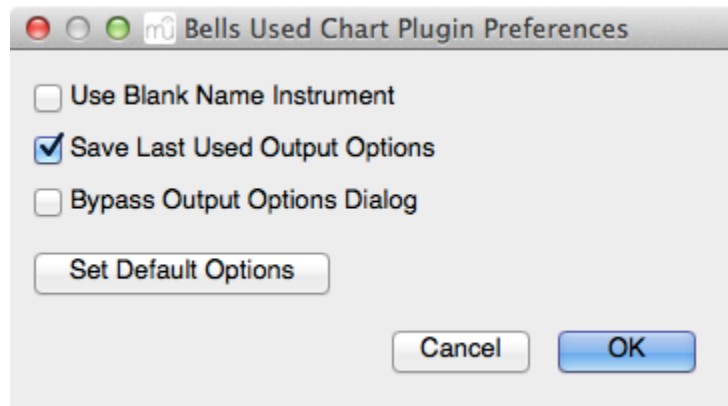 Bells Used Chart Plugin Preferences
Use Blank Name Instrument
Save Last Used Output Options
Bypass Output Options Dialog
Set Default Options
Cancel
OK